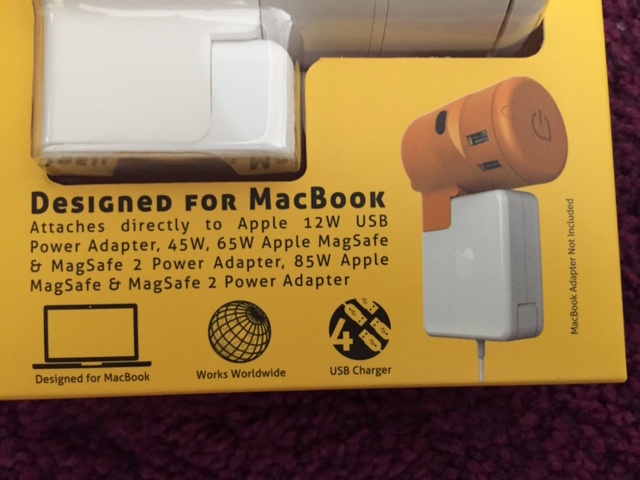 Designed for MacBook
Attaches directly to Apple 12W USB
Power Adapter, 45W, 65W Apple MagSafe
& MagSafe 2 Power Adapter, 85W Apple
MagSafe & MagSafe 2 Power Adapter
Designed for MacBook
Works Worldwide
4
USB Charger
MacBook Adapter Not Included